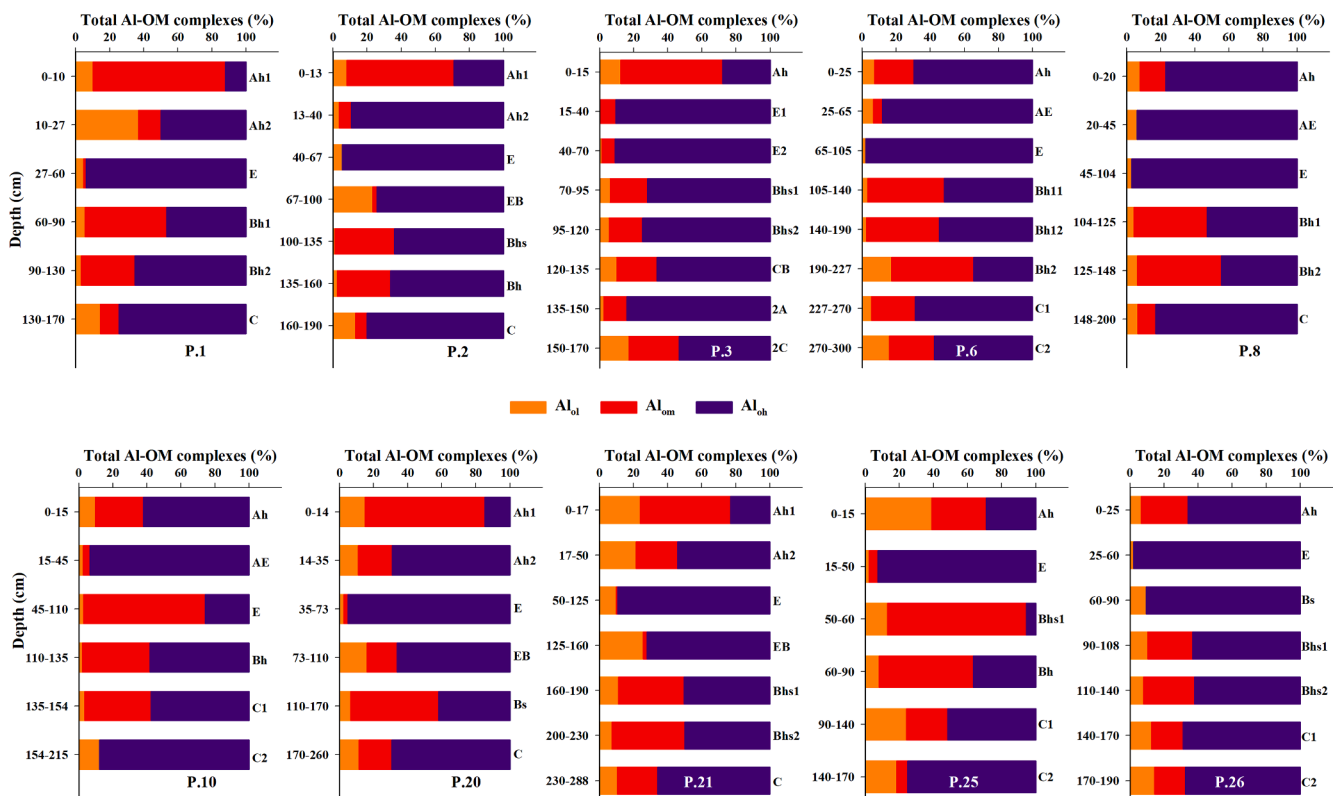 Total Al-OM complexes (%)
0 20 40 60 80 100
Depth (cm)
0-10 Ah1
10-27 Ah2
27-60 E
60-90 Bh1
90-130 Bh2
130-170 C
P.1
Total Al-OM complexes (%)
0 20 40 60 80 100
0-13 Ah1
13-40 Ah2
40-67 E
67-100 EB
100-135 Bhs
135-160 Bh
160-190 C
P.2
Total Al-OM complexes (%)
0 20 40 60 80 100
0-15 Ah
15-40 E1
40-70 E2
70-95 Bhs1
95-120 Bhs2
120-135 CB
135-150 2A
150-170 2C
P.3
Total Al-OM complexes (%)
0 20 40 60 80 100
0-25 Ah
25-65 AE
65-105 E
105-140 Bh11
140-190 Bh12
190-227 Bh2
227-270 C1
270-300 C2
P.6
Total Al-OM complexes (%)
0 20 40 60 80 100
0-20 Ah
20-45 AE
45-104 E
104-125 Bh1
125-148 Bh2
148-200 C
P.8
Al_ol Al_om Al_oh
Total Al-OM complexes (%)
0 20 40 60 80 100
Depth (cm)
0-15 Ah
15-45 AE
45-110 E
110-135 Bh
135-154 C1
154-215 C2
P.10
Total Al-OM complexes (%)
0 20 40 60 80 100
0-14 Ah1
14-35 Ah2
35-73 E
73-110 EB
110-170 Bs
170-260 C
P.20
Total Al-OM complexes (%)
0 20 40 60 80 100
0-17 Ah1
17-50 Ah2
50-125 E
125-160 EB
160-190 Bhs1
200-230 Bhs2
230-288 C
P.21
Total Al-OM complexes (%)
0 20 40 60 80 100
0-15 Ah
15-50 E
50-60 Bhs1
60-90 Bh
90-140 C1
140-170 C2
P.25
Total Al-OM complexes (%)
0 20 40 60 80 100
0-25 Ah
25-60 E
60-90 Bs
90-108 Bhs1
110-140 Bhs2
140-170 C1
170-190 C2
P.26